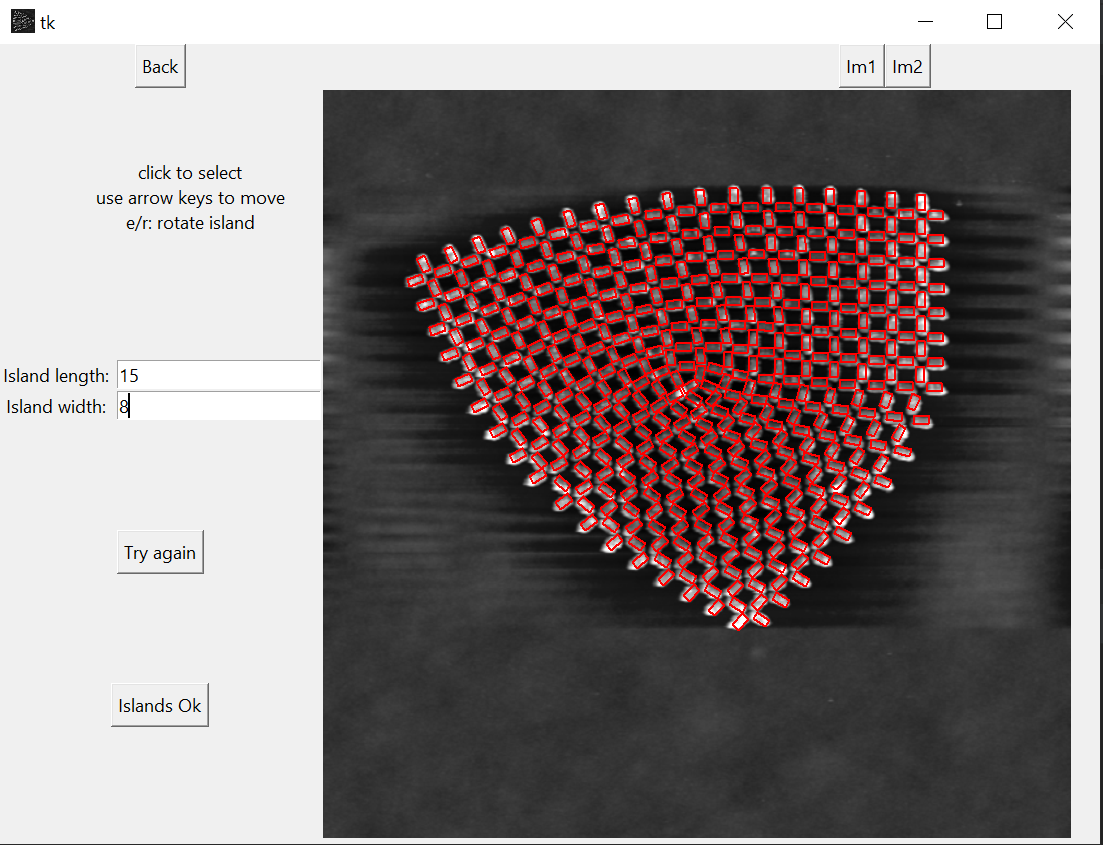 tk
Back
Im1
Im2
click to select
use arrow keys to move
e/r: rotate island
Island length: 15
Island width: 8
Try again
Islands Ok